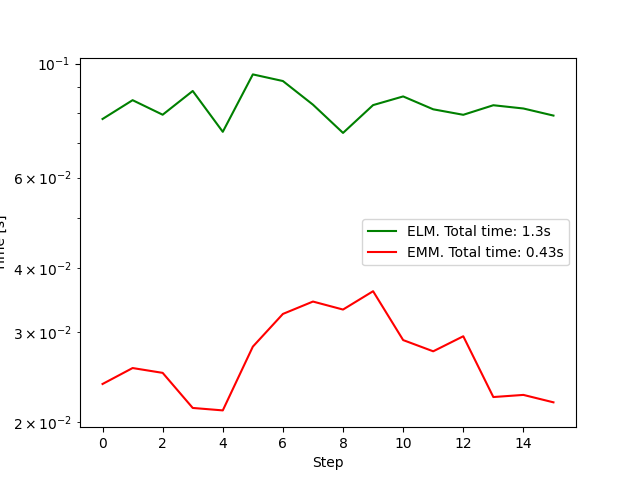 10⁻¹
6 × 10⁻²
4 × 10⁻²
3 × 10⁻²
2 × 10⁻²
Time [s]
ELM. Total time: 1.3s
EMM. Total time: 0.43s
0 2 4 6 8 10 12 14
Step